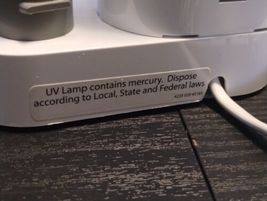 UV Lamp contains mercury. Dispose
according to Local, State and Federal laws